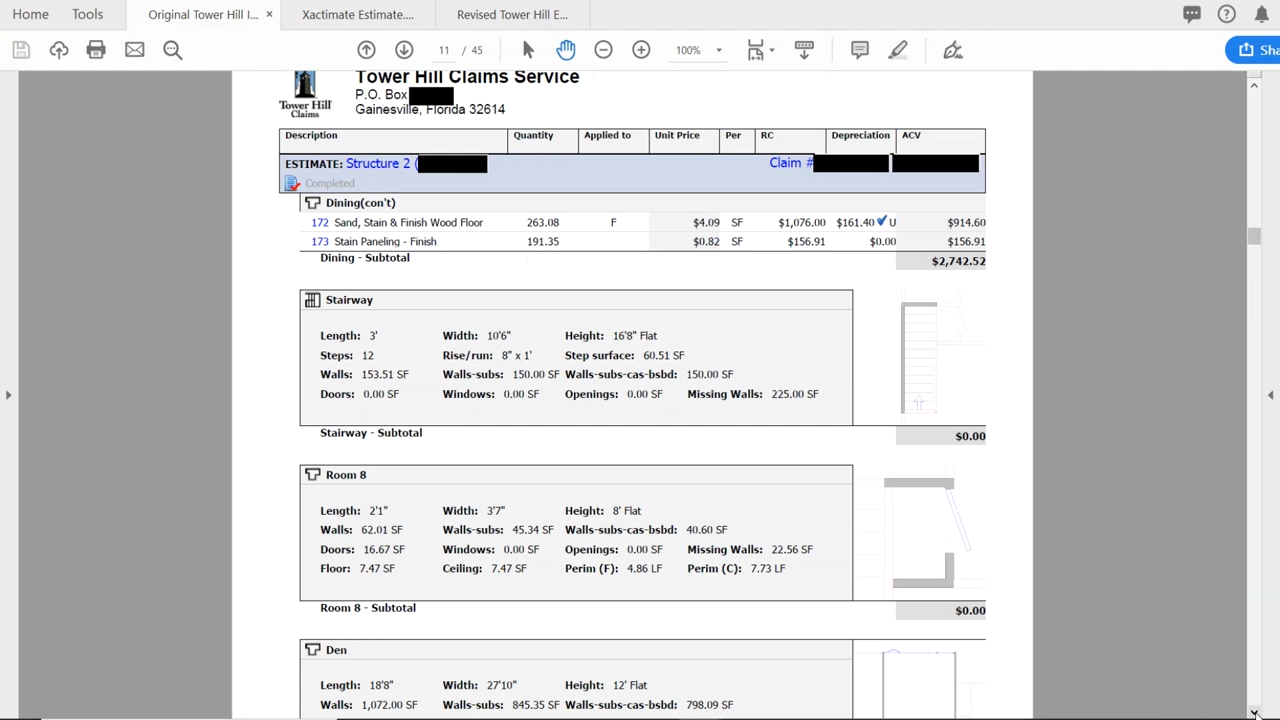 Home Tools Original Tower Hill I... × Xactimate Estimate.... Revised Tower Hill E...
11 / 45 100% Sha
Tower Hill Claims Service
P.O. Box
Gainesville, Florida 32614
Tower Hill
Claims
Description Quantity Applied to Unit Price Per RC Depreciation ACV
ESTIMATE: Structure 2 ( Claim #
Completed
Dining(con't)
172 Sand, Stain & Finish Wood Floor 263.08 F $4.09 SF $1,076.00 $161.40 U $914.60
173 Stain Paneling - Finish 191.35 $0.82 SF $156.91 $0.00 $156.91
Dining - Subtotal $2,742.52
Stairway
Length: 3' Width: 10'6" Height: 16'8" Flat
Steps: 12 Rise/run: 8" x 1' Step surface: 60.51 SF
Walls: 153.51 SF Walls-subs: 150.00 SF Walls-subs-cas-bsbd: 150.00 SF
Doors: 0.00 SF Windows: 0.00 SF Openings: 0.00 SF Missing Walls: 225.00 SF
Stairway - Subtotal $0.00
Room 8
Length: 2'1" Width: 3'7" Height: 8' Flat
Walls: 62.01 SF Walls-subs: 45.34 SF Walls-subs-cas-bsbd: 40.60 SF
Doors: 16.67 SF Windows: 0.00 SF Openings: 0.00 SF Missing Walls: 22.56 SF
Floor: 7.47 SF Ceiling: 7.47 SF Perim (F): 4.86 LF Perim (C): 7.73 LF
Room 8 - Subtotal $0.00
Den
Length: 18'8" Width: 27'10" Height: 12' Flat
Walls: 1,072.00 SF Walls-subs: 845.35 SF Walls-subs-cas-bsbd: 798.09 SF